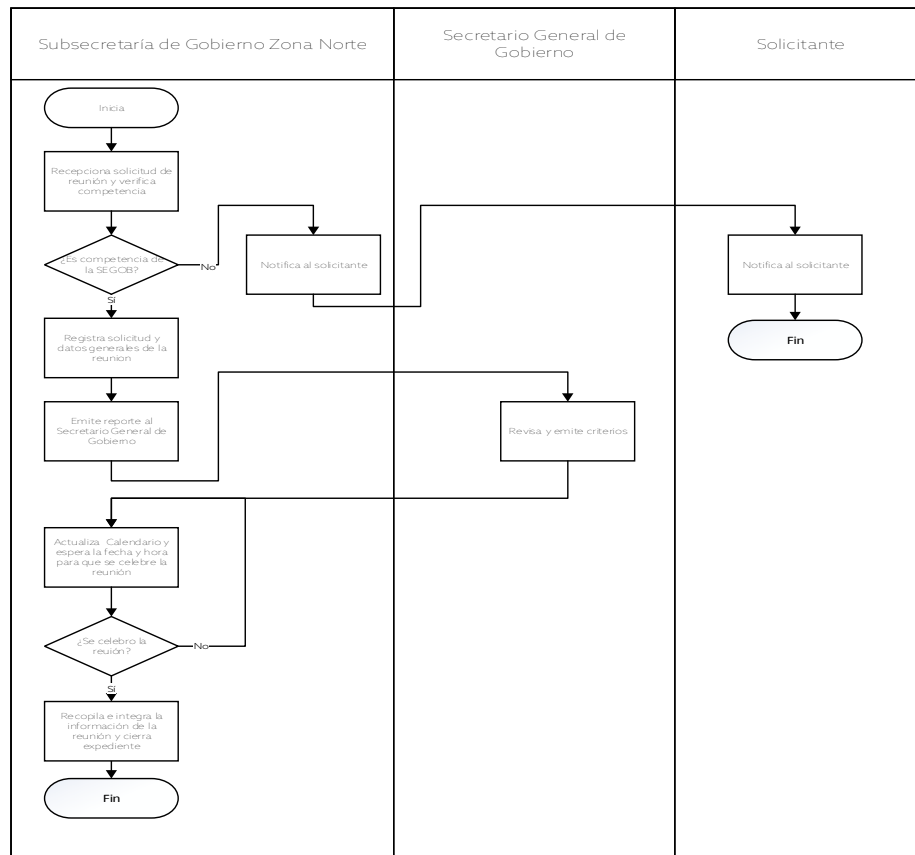 Subsecretaría de Gobierno Zona Norte
Secretario General de
Gobierno
Solicitante
Inicia
Recepciona solicitud de
reunión y verifica
competencia
¿Es competencia de
la SEGOB?
No
Notifica al solicitante
Notifica al solicitante
Si
Fin
Registra solicitud y
datos generales de la
reunion
Emite reporte al
Secretario General de
Gobierno
Revisa y emite criterios
Actualiza Calendario y
espera la fecha y hora
para que se celebre la
reunión
¿Se celebro la
reuión?
No
Si
Recopila e integra la
información de la
reunión y cierra
expediente
Fin